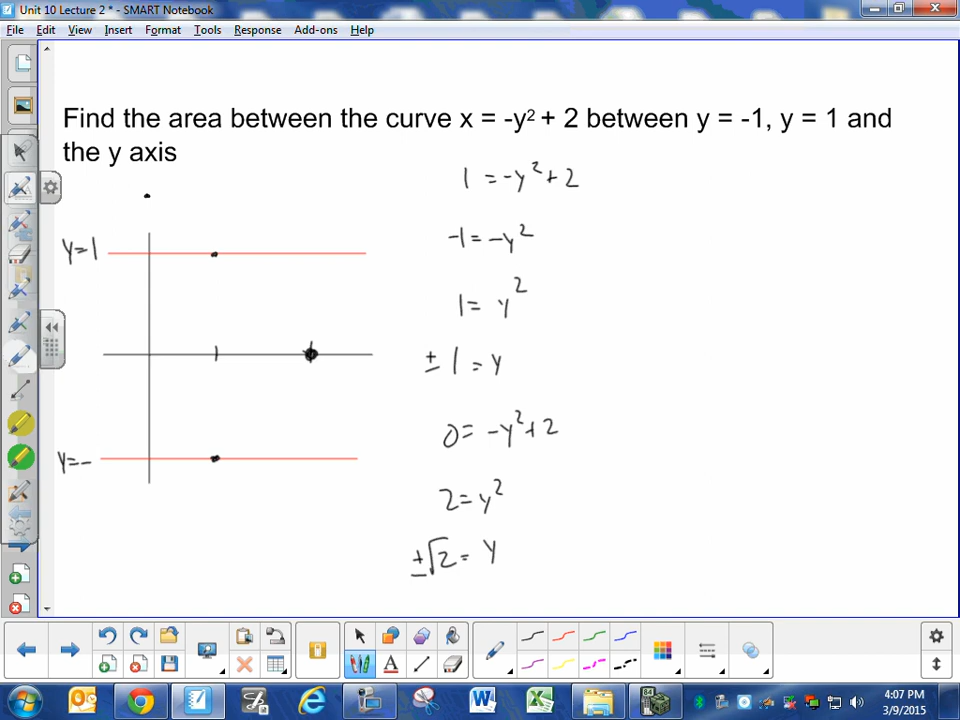 Unit 10 Lecture 2 * - SMART Notebook
File Edit View Insert Format Tools Response Add-ons Help
Find the area between the curve x = -y² + 2 between y = -1, y = 1 and
the y axis
1 = -y² + 2
-1 = -y²
1 = y²
± 1 = y
0 = -y² + 2
2 = y²
±√2 = y
y=1
y=-
A
W
X
84
4:07 PM
3/9/2015